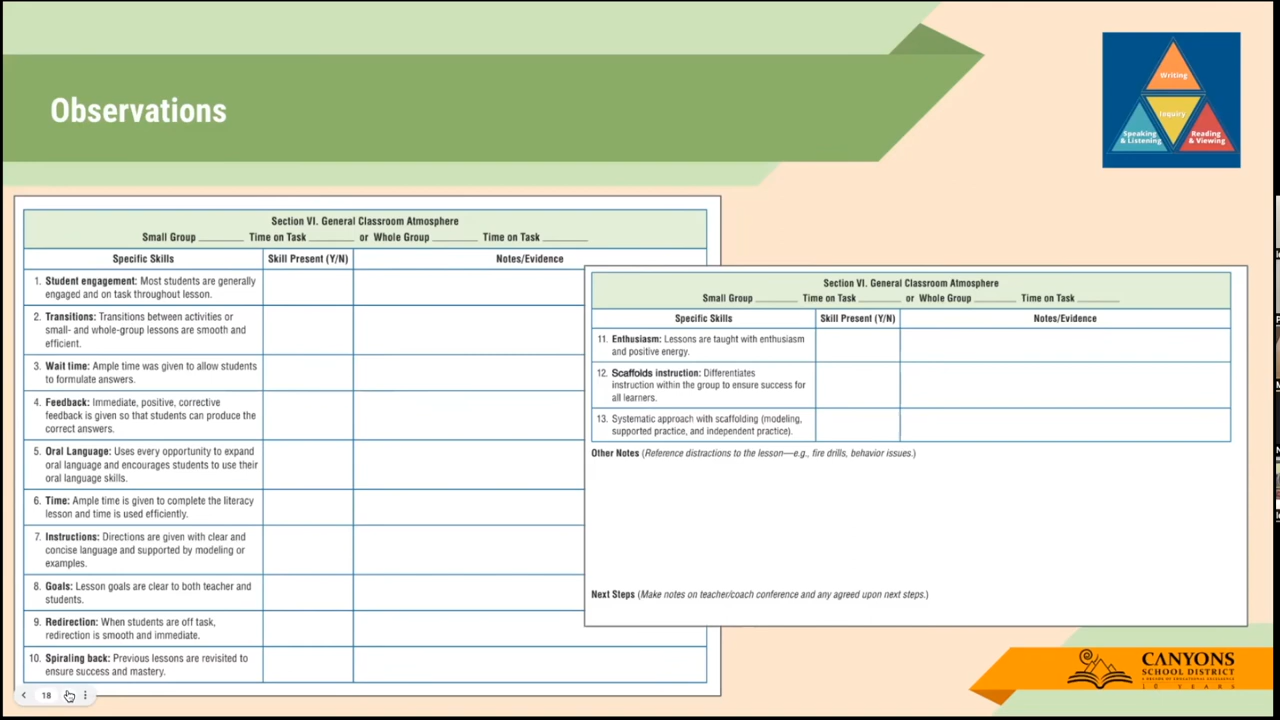 Observations
Writing
Inquiry
Speaking
& Listening
Reading
& Viewing
Section VI. General Classroom Atmosphere
Small Group ________ Time on Task ________ or Whole Group ________ Time on Task ________
Specific Skills Skill Present (Y/N) Notes/Evidence
1. Student engagement: Most students are generally
engaged and on task throughout lesson.
2. Transitions: Transitions between activities or
small- and whole-group lessons are smooth and
efficient.
3. Wait time: Ample time was given to allow students
to formulate answers.
4. Feedback: Immediate, positive, corrective
feedback is given so that students can produce the
correct answers.
5. Oral Language: Uses every opportunity to expand
oral language and encourages students to use their
oral language skills.
6. Time: Ample time is given to complete the literacy
lesson and time is used efficiently.
7. Instructions: Directions are given with clear and
concise language and supported by modeling or
examples.
8. Goals: Lesson goals are clear to both teacher and
students.
9. Redirection: When students are off task,
redirection is smooth and immediate.
10. Spiraling back: Previous lessons are revisited to
ensure success and mastery.
Section VI. General Classroom Atmosphere
Small Group ________ Time on Task ________ or Whole Group ________ Time on Task ________
Specific Skills Skill Present (Y/N) Notes/Evidence
11. Enthusiasm: Lessons are taught with enthusiasm
and positive energy.
12. Scaffolds instruction: Differentiates
instruction within the group to ensure success for
all learners.
13. Systematic approach with scaffolding (modeling,
supported practice, and independent practice).
Other Notes (Reference distractions to the lesson—e.g., fire drills, behavior issues.)
Next Steps (Make notes on teacher/coach conference and any agreed upon next steps.)
18
CANYONS
SCHOOL DISTRICT
10 YEARS